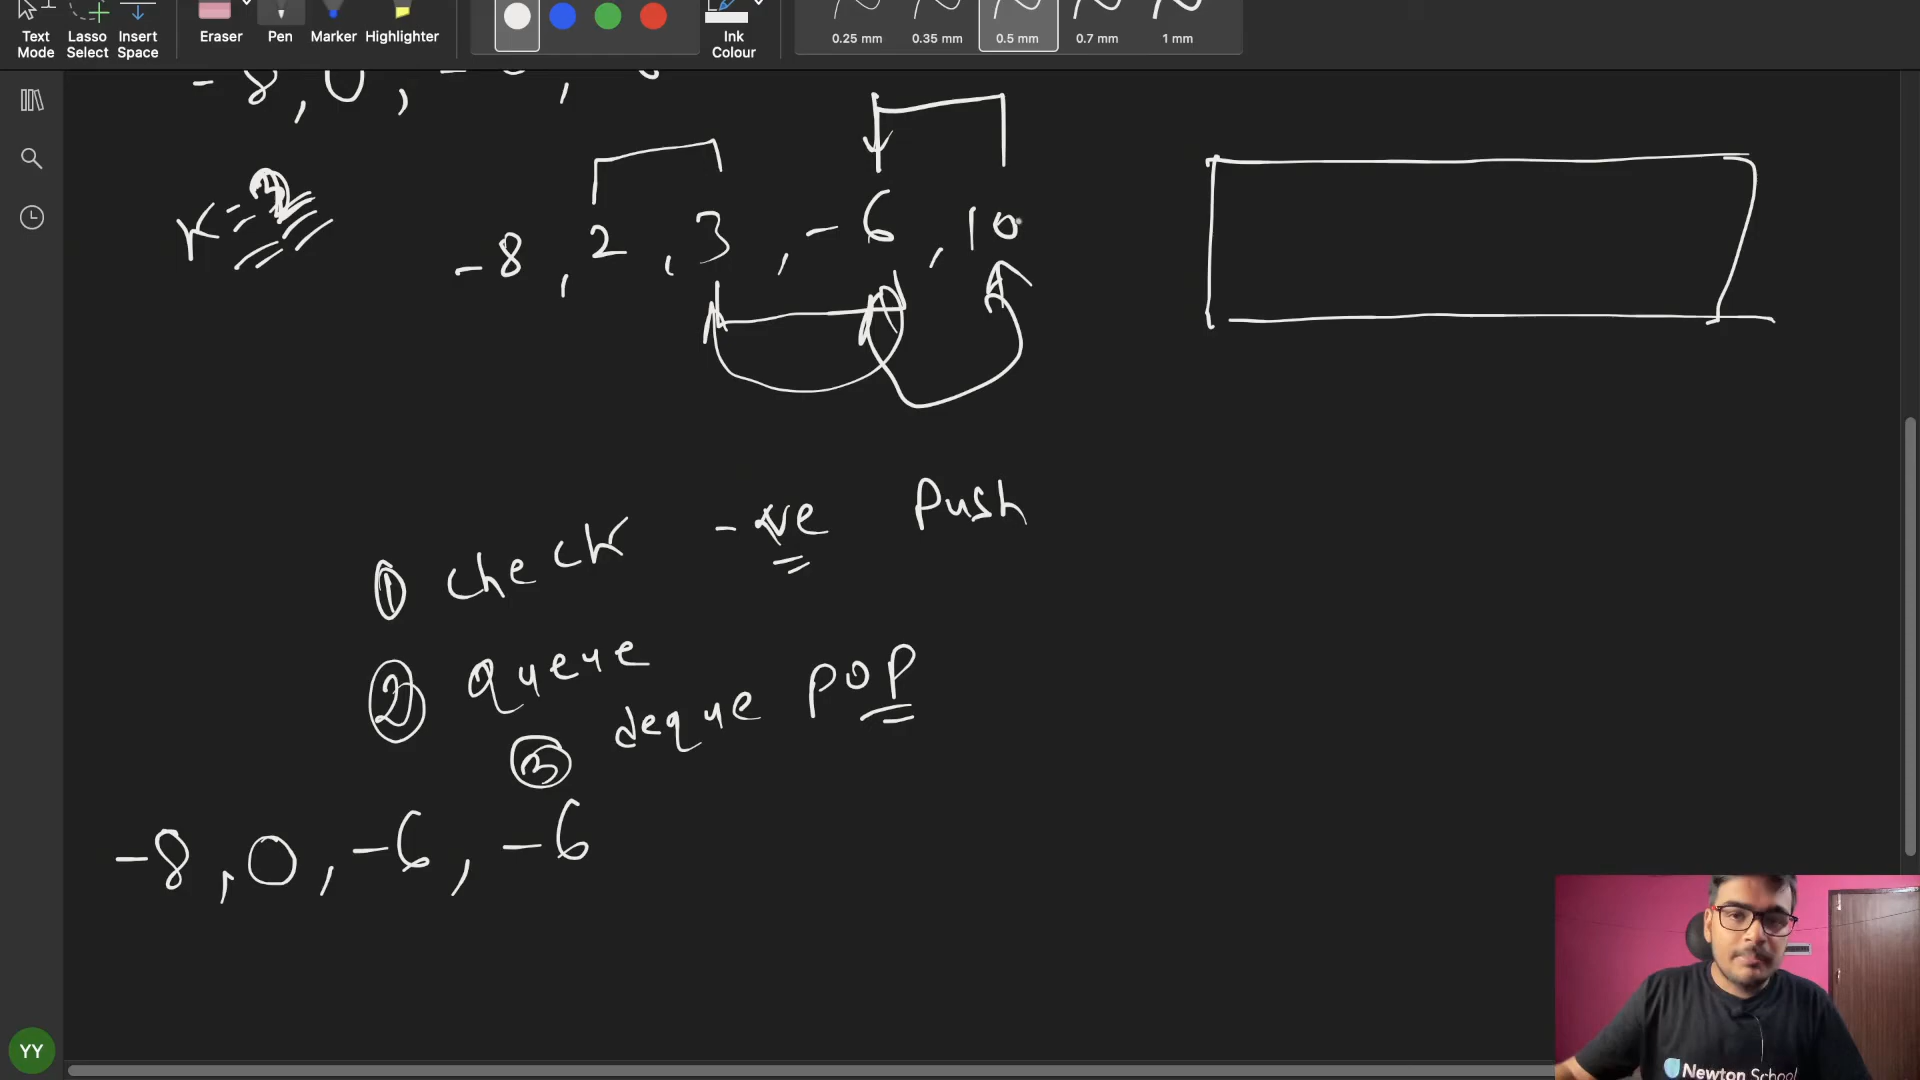 Text Mode
Lasso Select
Insert Space
Eraser
Pen
Marker
Highlighter
Ink Colour
0.25 mm
0.35 mm
0.5 mm
0.7 mm
1 mm
- 8 , 0 ,
K =
- 8 , 2 , 3 , - 6 , 10
① check -ve Push
② queue
③ deque POP
-8 , 0 , -6 , -6
YY
Newton School